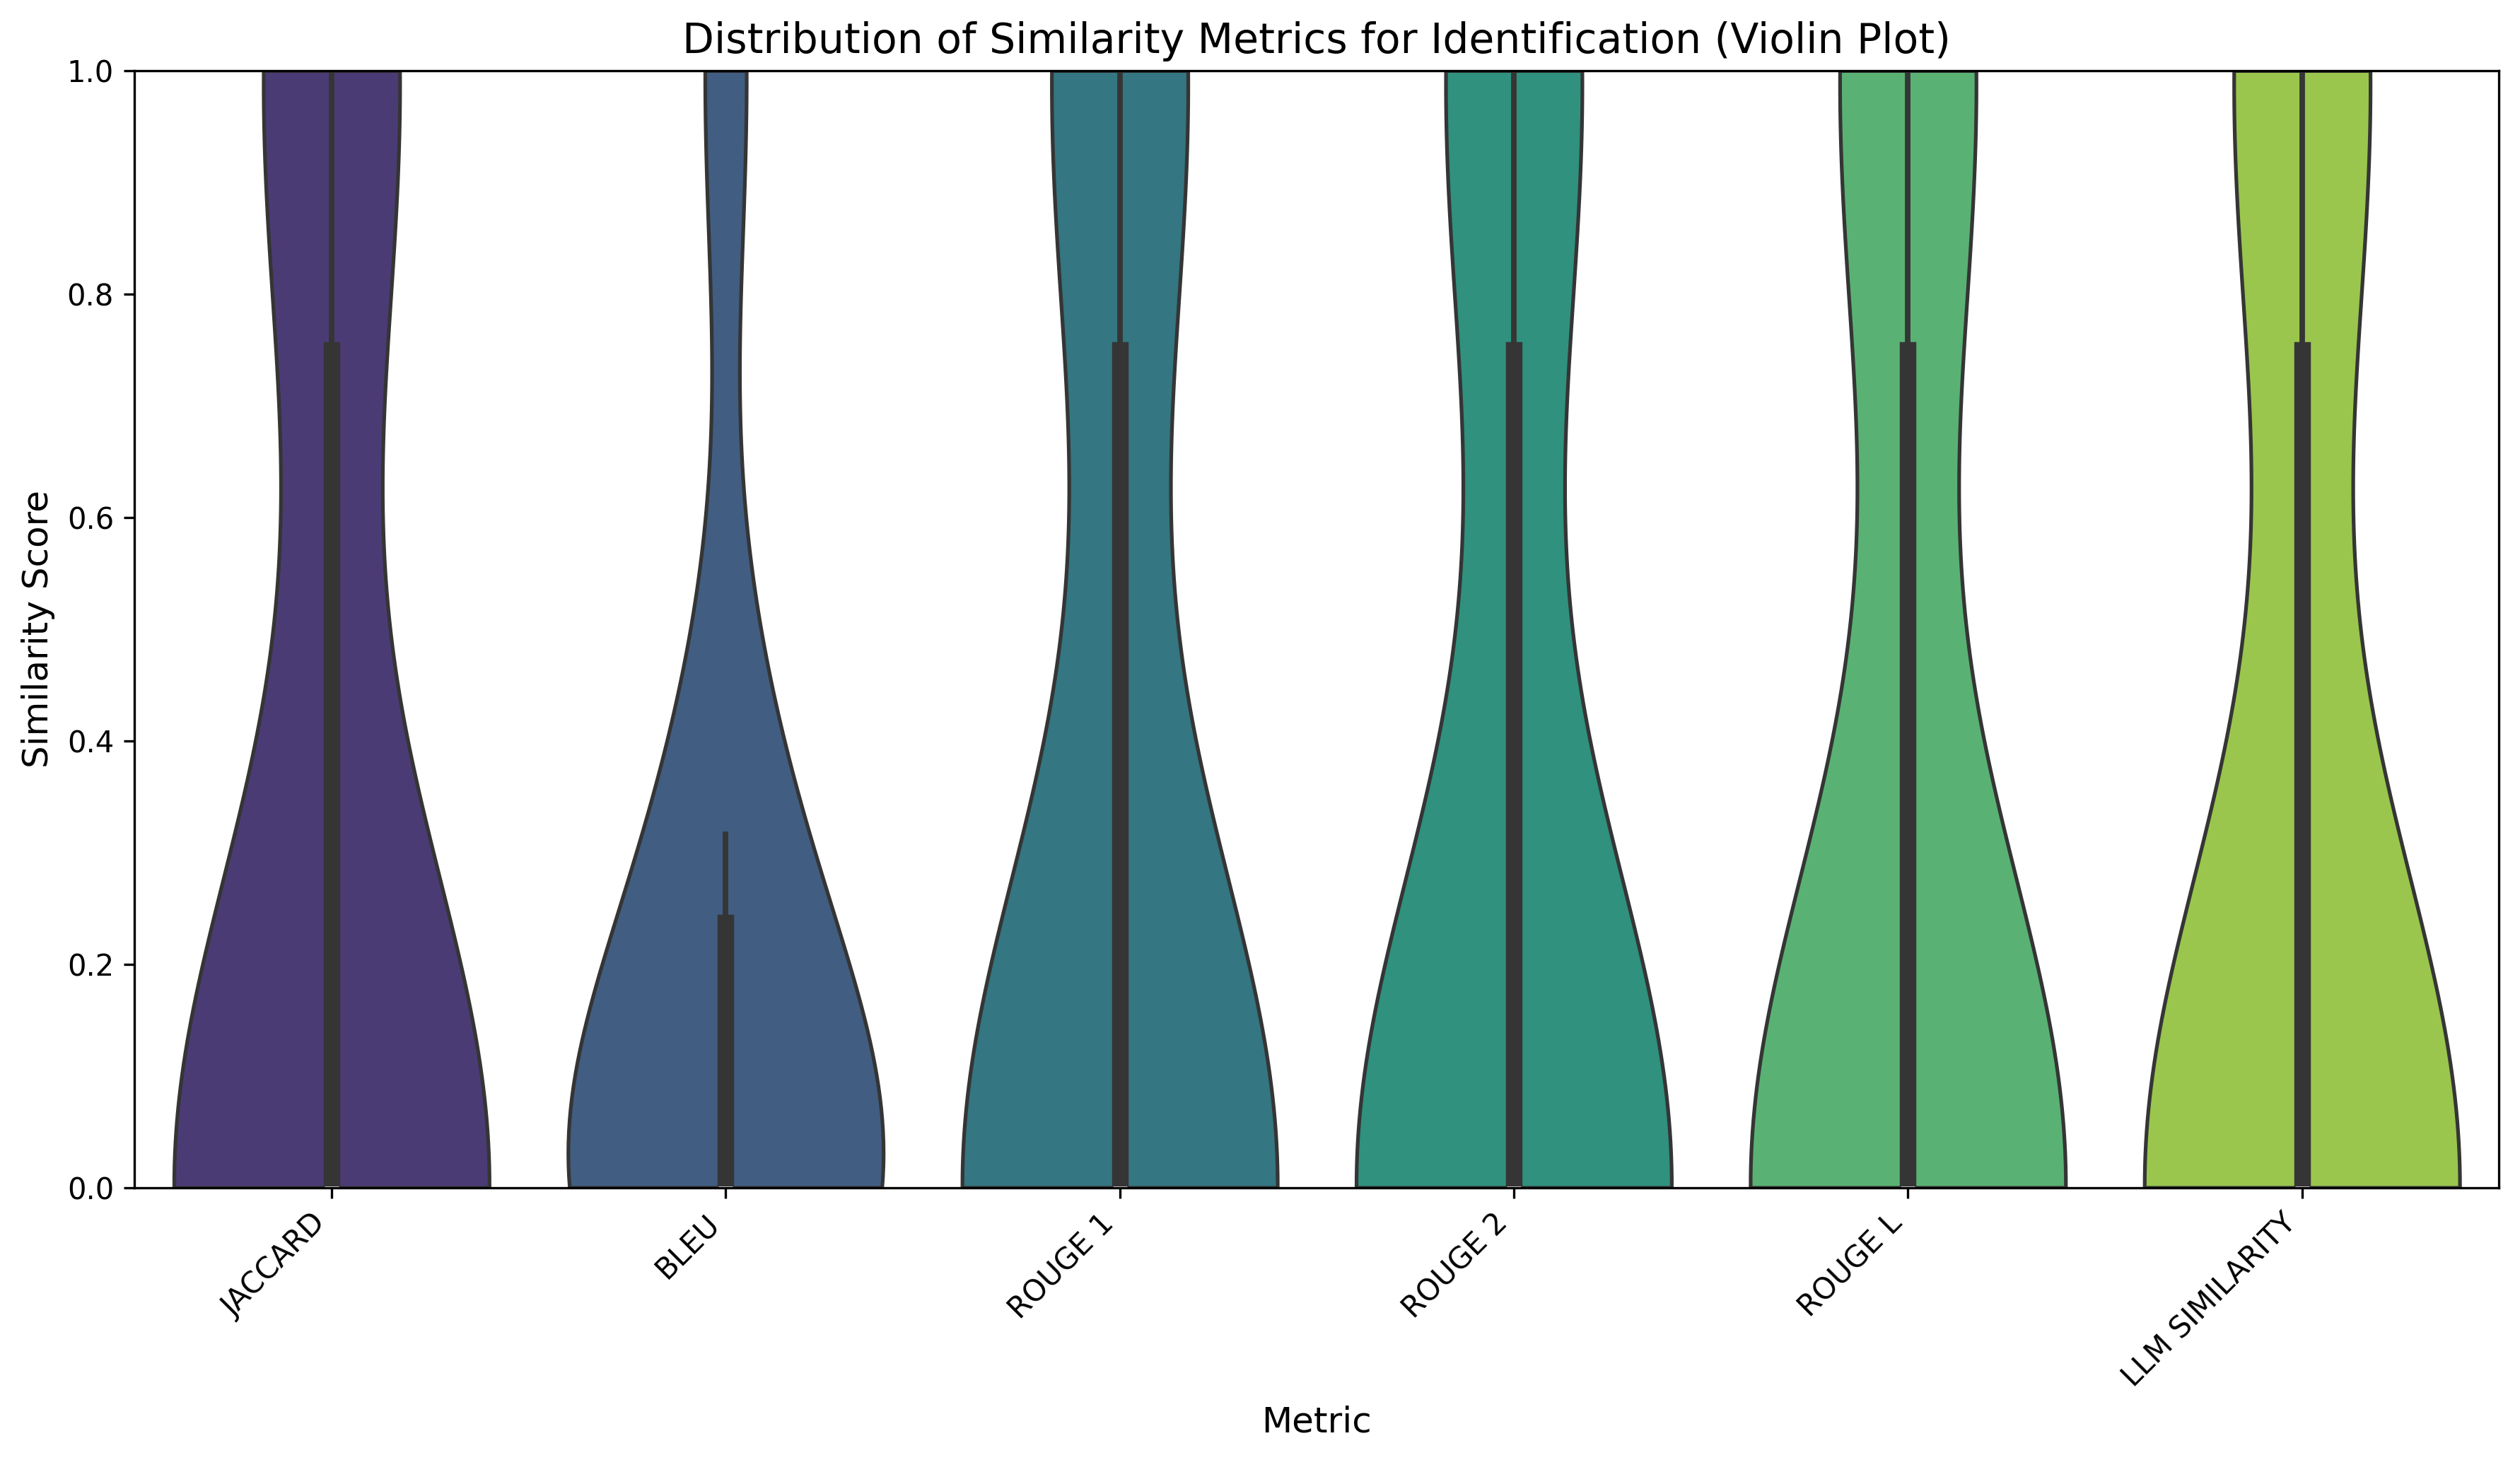 Distribution of Similarity Metrics for Identification (Violin Plot)
Similarity Score
1.0
0.8
0.6
0.4
0.2
0.0
JACCARD
BLEU
ROUGE 1
ROUGE 2
ROUGE L
LLM SIMILARITY
Metric